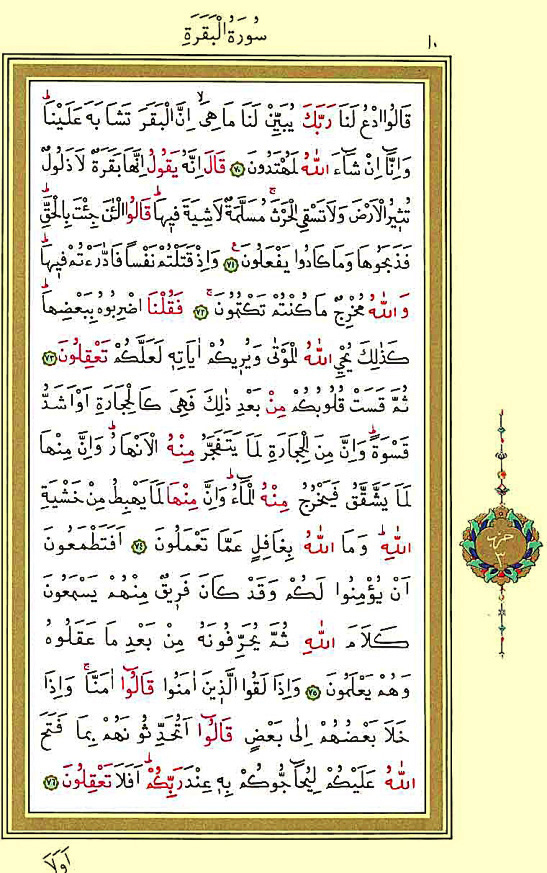 سُورَةُ الْبَقَرَةِ
١٠
قَالُوا ادْعُ لَنَا رَبَّكَ يُبَيِّنْ لَنَا مَا هِىَۙ اِنَّ الْبَقَرَ تَشَابَهَ عَلَيْنَاۜ
وَاِنَّٓا اِنْ شَٓاءَ اللّٰهُ لَمُهْتَدُونَ ﴿٧٠﴾ قَالَ اِنَّهُ يَقُولُ اِنَّهَا بَقَرَةٌ لَا ذَلُولٌ
تُثٖيرُ الْاَرْضَ وَلَا تَسْقِى الْحَرْثَۚ مُسَلَّمَةٌ لَا شِيَةَ فٖيهَاۜ قَالُوا الْـٰٔنَ جِئْتَ بِالْحَقِّۜ
فَذَبَحُوهَا وَمَا كَادُوا يَفْعَلُونَ۟ ﴿٧١﴾ وَاِذْ قَتَلْتُمْ نَفْساً فَادّٰرَءْتُمْ فٖيهَاۜ
وَاللّٰهُ مُخْرِجٌ مَا كُنْتُمْ تَكْتُمُونَۚ ﴿٧٢﴾ فَقُلْنَا اضْرِبُوهُ بِبَعْضِهَاۜ
كَذٰلِكَ يُحْيِى اللّٰهُ الْمَوْتٰى وَيُرٖيكُمْ اٰيَاتِهٖ لَعَلَّكُمْ تَعْقِلُونَ ﴿٧٣﴾
ثُمَّ قَسَتْ قُلُوبُكُمْ مِنْ بَعْدِ ذٰلِكَ فَهِىَ كَالْحِجَارَةِ اَوْ اَشَدُّ
قَسْوَةًۜ وَاِنَّ مِنَ الْحِجَارَةِ لَمَا يَتَفَجَّرُ مِنْهُ الْاَنْهَارُۜ وَاِنَّ مِنْهَا
لَمَا يَشَّقَّقُ فَيَخْرُجُ مِنْهُ الْمَٓاءُۜ وَاِنَّ مِنْهَا لَمَا يَهْبِطُ مِنْ خَشْيَةِ
اللّٰهِۜ وَمَا اللّٰهُ بِغَافِلٍ عَمَّا تَعْمَلُونَ ﴿٧٤﴾ اَفَتَطْمَعُونَ
اَنْ يُؤْمِنُوا لَكُمْ وَقَدْ كَانَ فَرٖيقٌ مِنْهُمْ يَسْمَعُونَ
كَلَامَ اللّٰهِ ثُمَّ يُحَرِّفُونَهُ مِنْ بَعْدِ مَا عَقَلُوهُ
وَهُمْ يَعْلَمُونَ ﴿٧٥﴾ وَاِذَا لَقُوا الَّذٖينَ اٰمَنُوا قَالُٓوا اٰمَنَّاۚ وَاِذَا
خَلَا بَعْضُهُمْ اِلٰى بَعْضٍ قَالُٓوا اَتُحَدِّثُونَهُمْ بِمَا فَتَحَ
اللّٰهُ عَلَيْكُمْ لِيُحَٓاجُّوكُمْ بِهٖ عِنْدَ رَبِّكُمْۜ اَفَلَا تَعْقِلُونَ ﴿٧٦﴾
حزب
٢
اَوَلَا